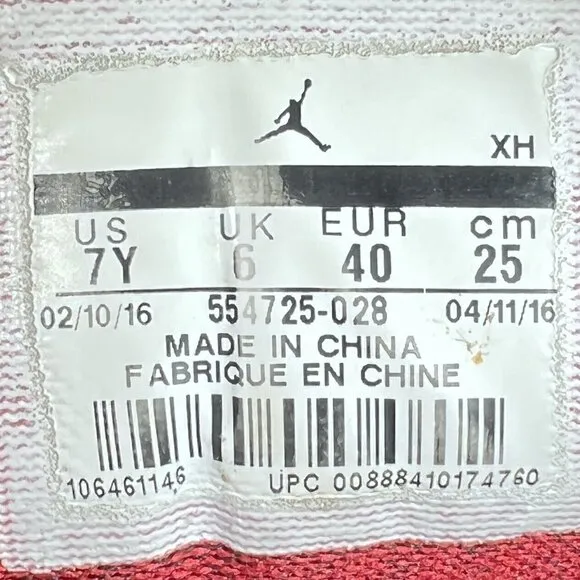 XH
US UK EUR cm
7Y 6 40 25
02/10/16 554725-028 04/11/16
MADE IN CHINA
FABRIQUE EN CHINE
106461146 UPC 00888410174760